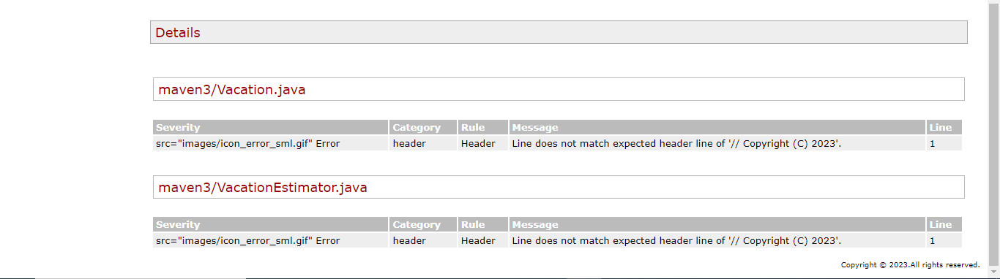 Details
maven3/Vacation.java
Severity Category Rule Message Line
src="images/icon_error_sml.gif" Error header Header Line does not match expected header line of '// Copyright (C) 2023'. 1
maven3/VacationEstimator.java
Severity Category Rule Message Line
src="images/icon_error_sml.gif" Error header Header Line does not match expected header line of '// Copyright (C) 2023'. 1
Copyright © 2023.All rights reserved.